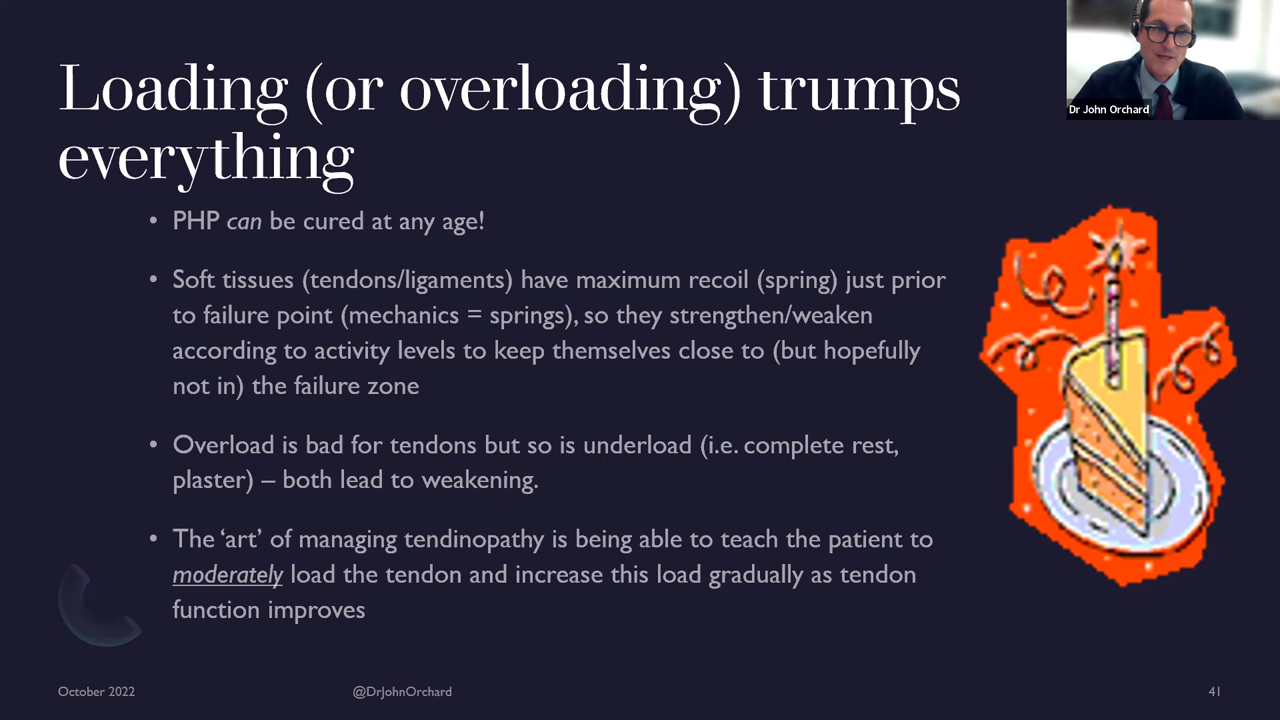 Loading (or overloading) trumps
everything
Dr John Orchard
• PHP can be cured at any age!
• Soft tissues (tendons/ligaments) have maximum recoil (spring) just prior
to failure point (mechanics = springs), so they strengthen/weaken
according to activity levels to keep themselves close to (but hopefully
not in) the failure zone
• Overload is bad for tendons but so is underload (i.e. complete rest,
plaster) – both lead to weakening.
• The ‘art’ of managing tendinopathy is being able to teach the patient to
moderately load the tendon and increase this load gradually as tendon
function improves
October 2022
@DrJohnOrchard
41